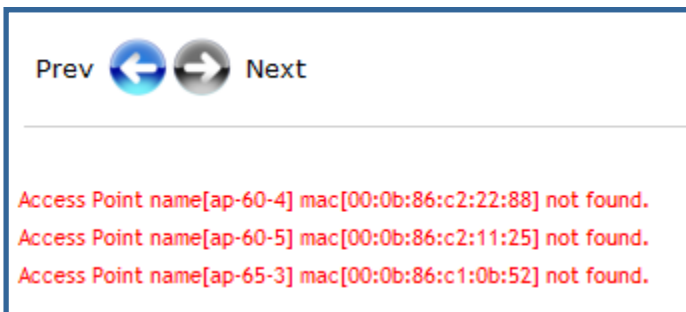 Prev Next
Access Point name[ap-60-4] mac[00:0b:86:c2:22:88] not found.
Access Point name[ap-60-5] mac[00:0b:86:c2:11:25] not found.
Access Point name[ap-65-3] mac[00:0b:86:c1:0b:52] not found.